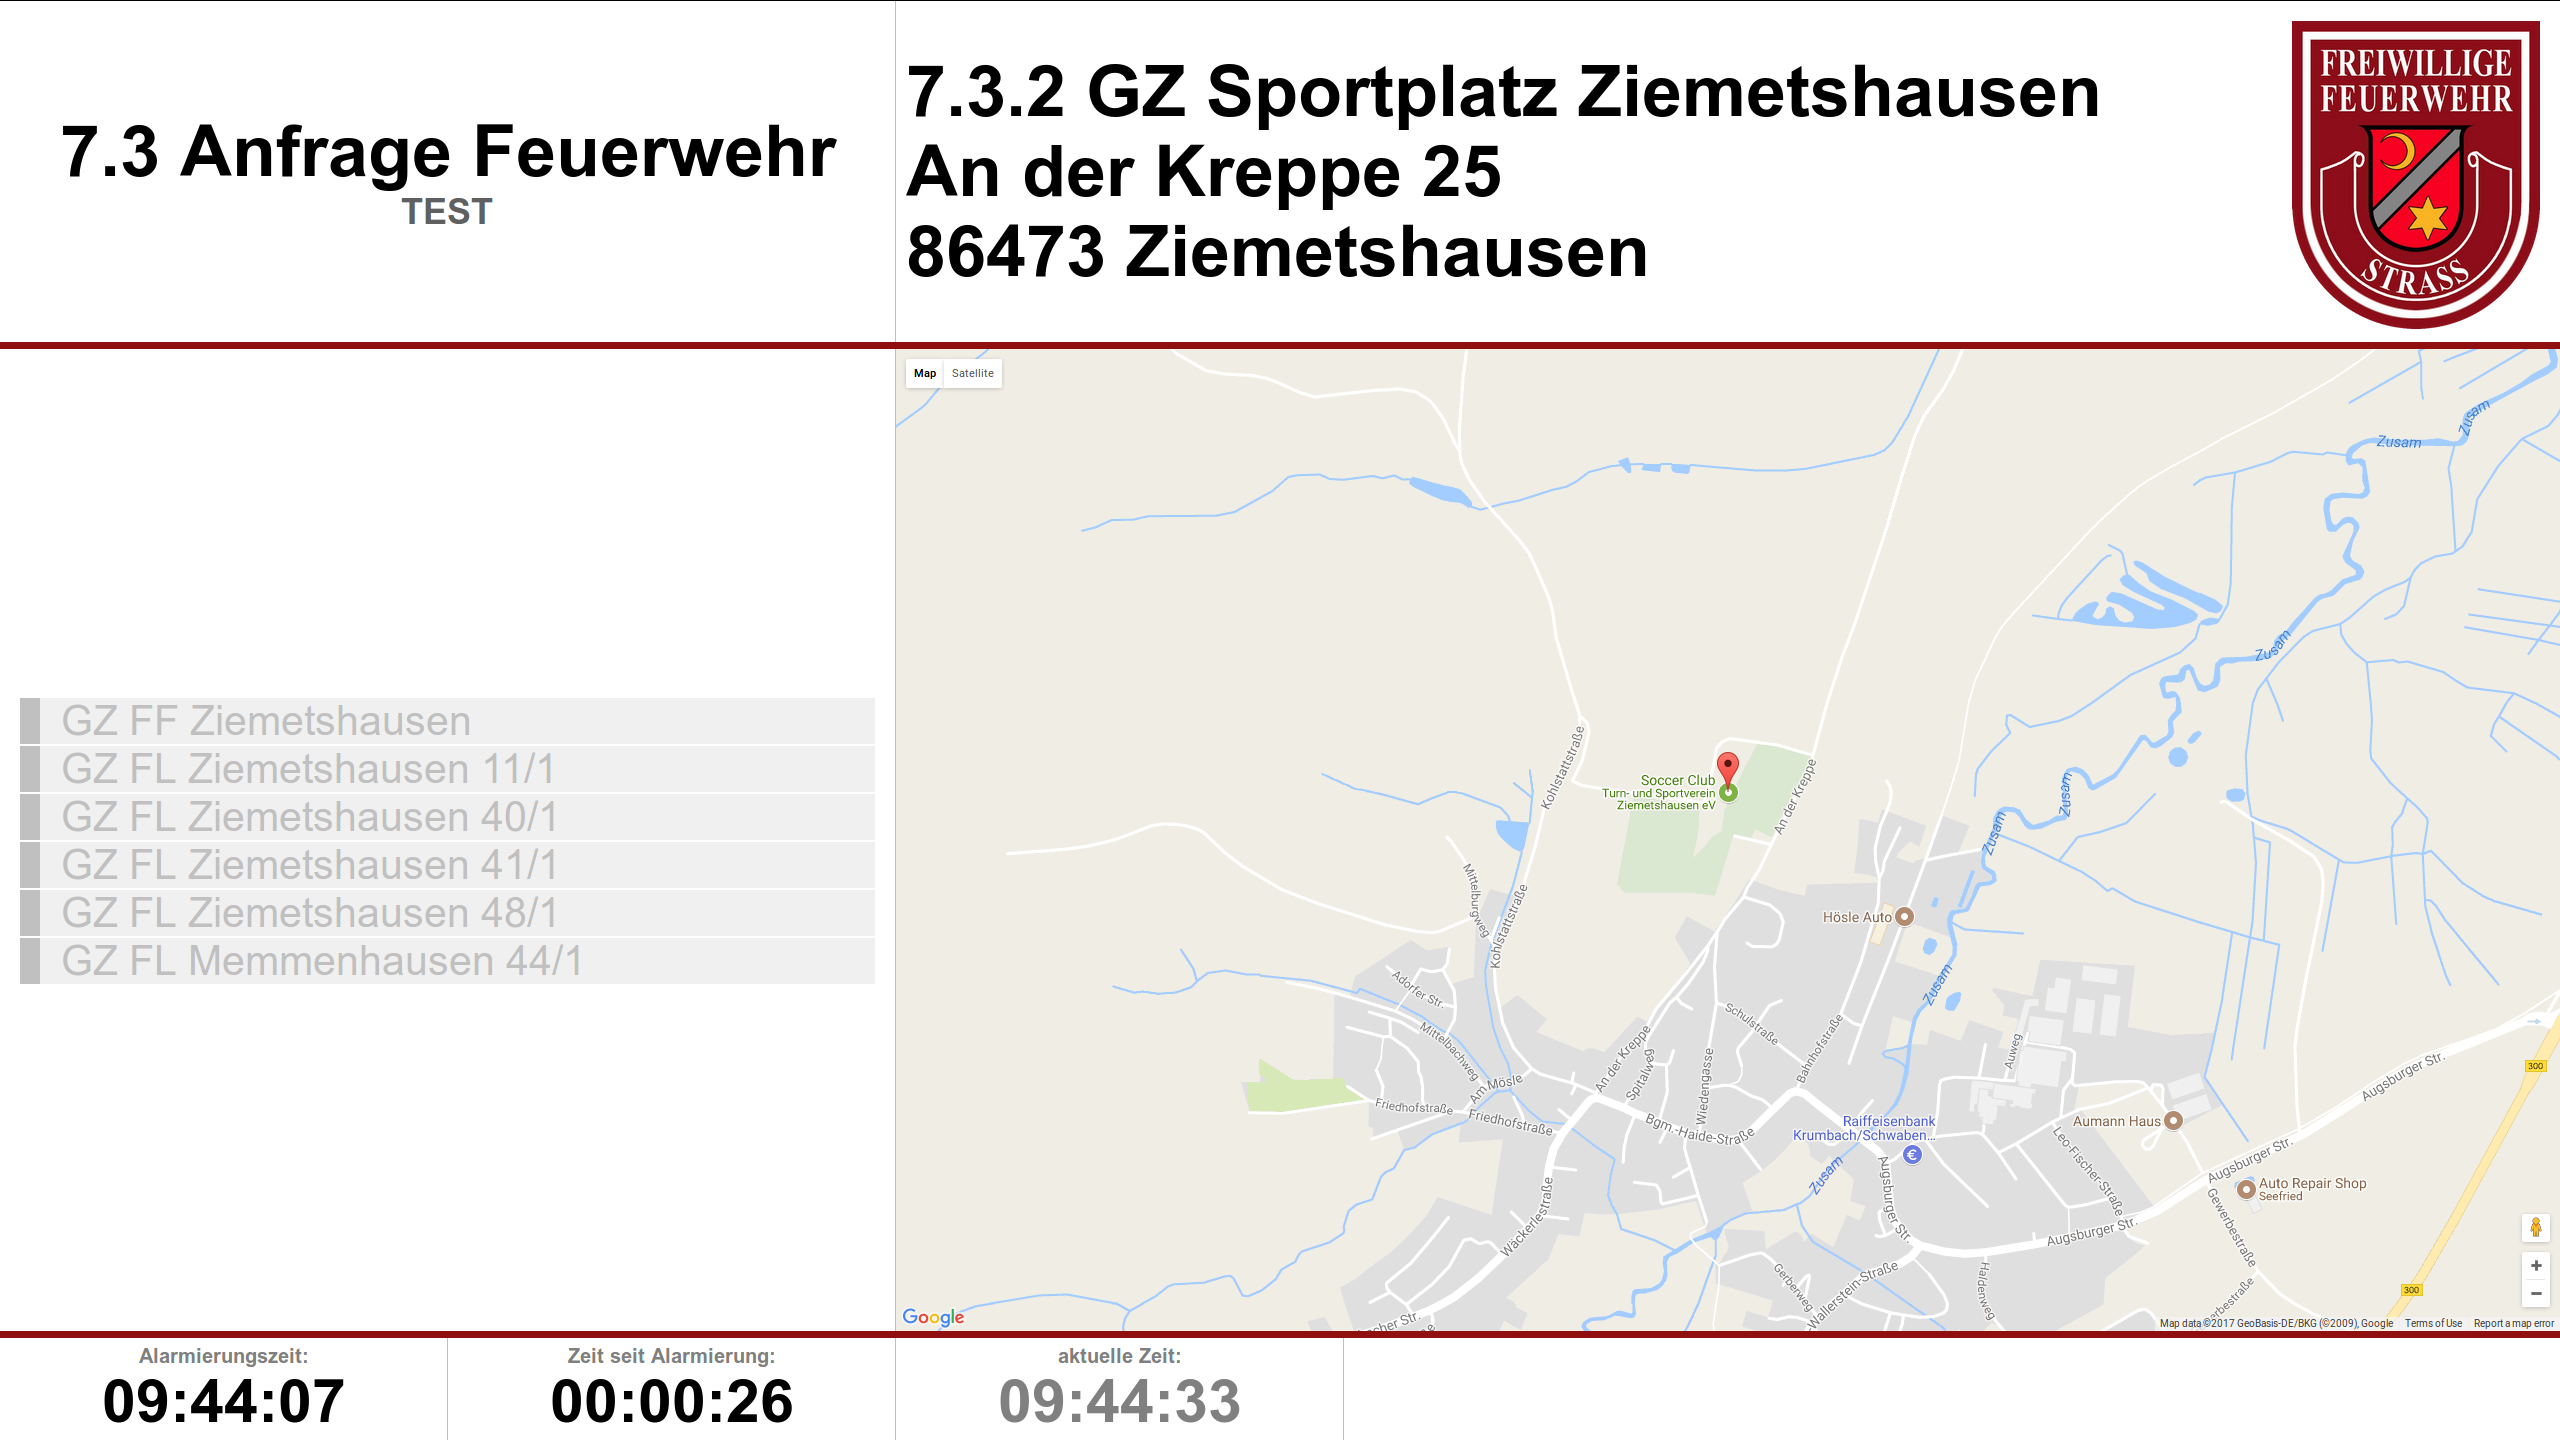 7.3 Anfrage Feuerwehr
TEST
7.3.2 GZ Sportplatz Ziemetshausen
An der Kreppe 25
86473 Ziemetshausen
FREIWILLIGE
FEUERWEHR
STRASS
GZ FF Ziemetshausen
GZ FL Ziemetshausen 11/1
GZ FL Ziemetshausen 40/1
GZ FL Ziemetshausen 41/1
GZ FL Ziemetshausen 48/1
GZ FL Memmenhausen 44/1
Map Satellite
Zusam
Zusam
Zusam
Kohlstattstraße
Soccer Club
Turn- und Sportverein
Ziemetshausen eV
An der Kreppe
Zusam
Zusam
Mittelburgweg
Kohlstattstraße
Hösle Auto
Zusam
Adorfer Str.
Mittelbachweg
Schulstraße
Bahnhofstraße
An der Kreppe
Spitalweg
Wiedengasse
Auweg
Am Mösle
Friedhofstraße
Friedhofstraße
Bgm.-Haide-Straße
Raiffeisenbank
Krumbach/Schwaben...
€
Zusam
Aumann Haus
Leo-Fischer-Straße
Augsburger Str.
300
Augsburger Str.
Auto Repair Shop
Seefried
Gewerbestraße
Augsburger Str.
Augsburger Str.
Wäckerlestraße
Gerberweg
-Wallerstein-Straße
Haldenweg
rbestraße
300
cher Str.
+
−
Google
Map data ©2017 GeoBasis-DE/BKG (©2009), Google Terms of Use Report a map error
Alarmierungszeit:
09:44:07
Zeit seit Alarmierung:
00:00:26
aktuelle Zeit:
09:44:33